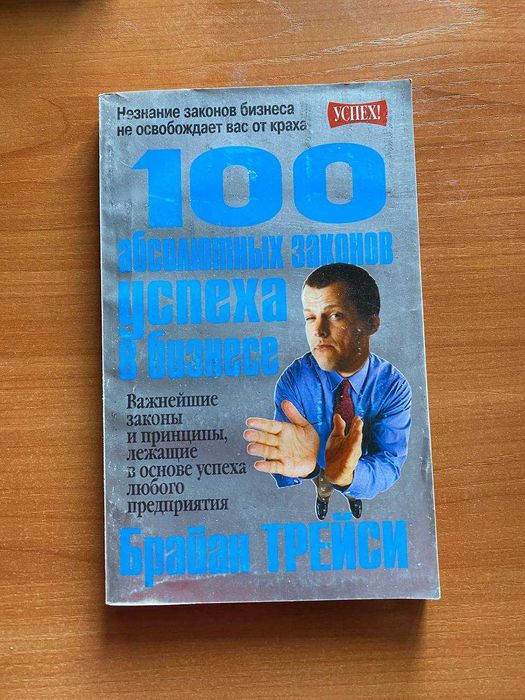 Незнание законов бизнеса
не освобождает вас от краха
УСПЕХ!
100
абсолютных законов
успеха
в бизнесе
Важнейшие
законы
и принципы,
лежащие
в основе успеха
любого
предприятия
Брайан ТРЕЙСИ